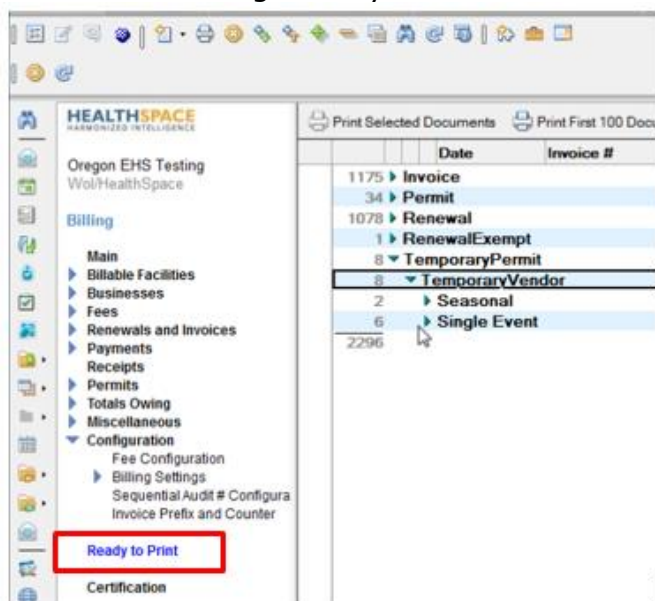 HEALTHSPACE
HARMONIZED INTELLIGENCE
Oregon EHS Testing
Wol/HealthSpace
Billing
Main
Billable Facilities
Businesses
Fees
Renewals and Invoices
Payments
Receipts
Permits
Totals Owing
Miscellaneous
Configuration
Fee Configuration
Billing Settings
Sequential Audit # Configura
Invoice Prefix and Counter
Ready to Print
Certification
Print Selected Documents Print First 100 Docu
Date Invoice #
1175 Invoice
34 Permit
1078 Renewal
1 RenewalExempt
8 TemporaryPermit
8 TemporaryVendor
2 Seasonal
6 Single Event
2296